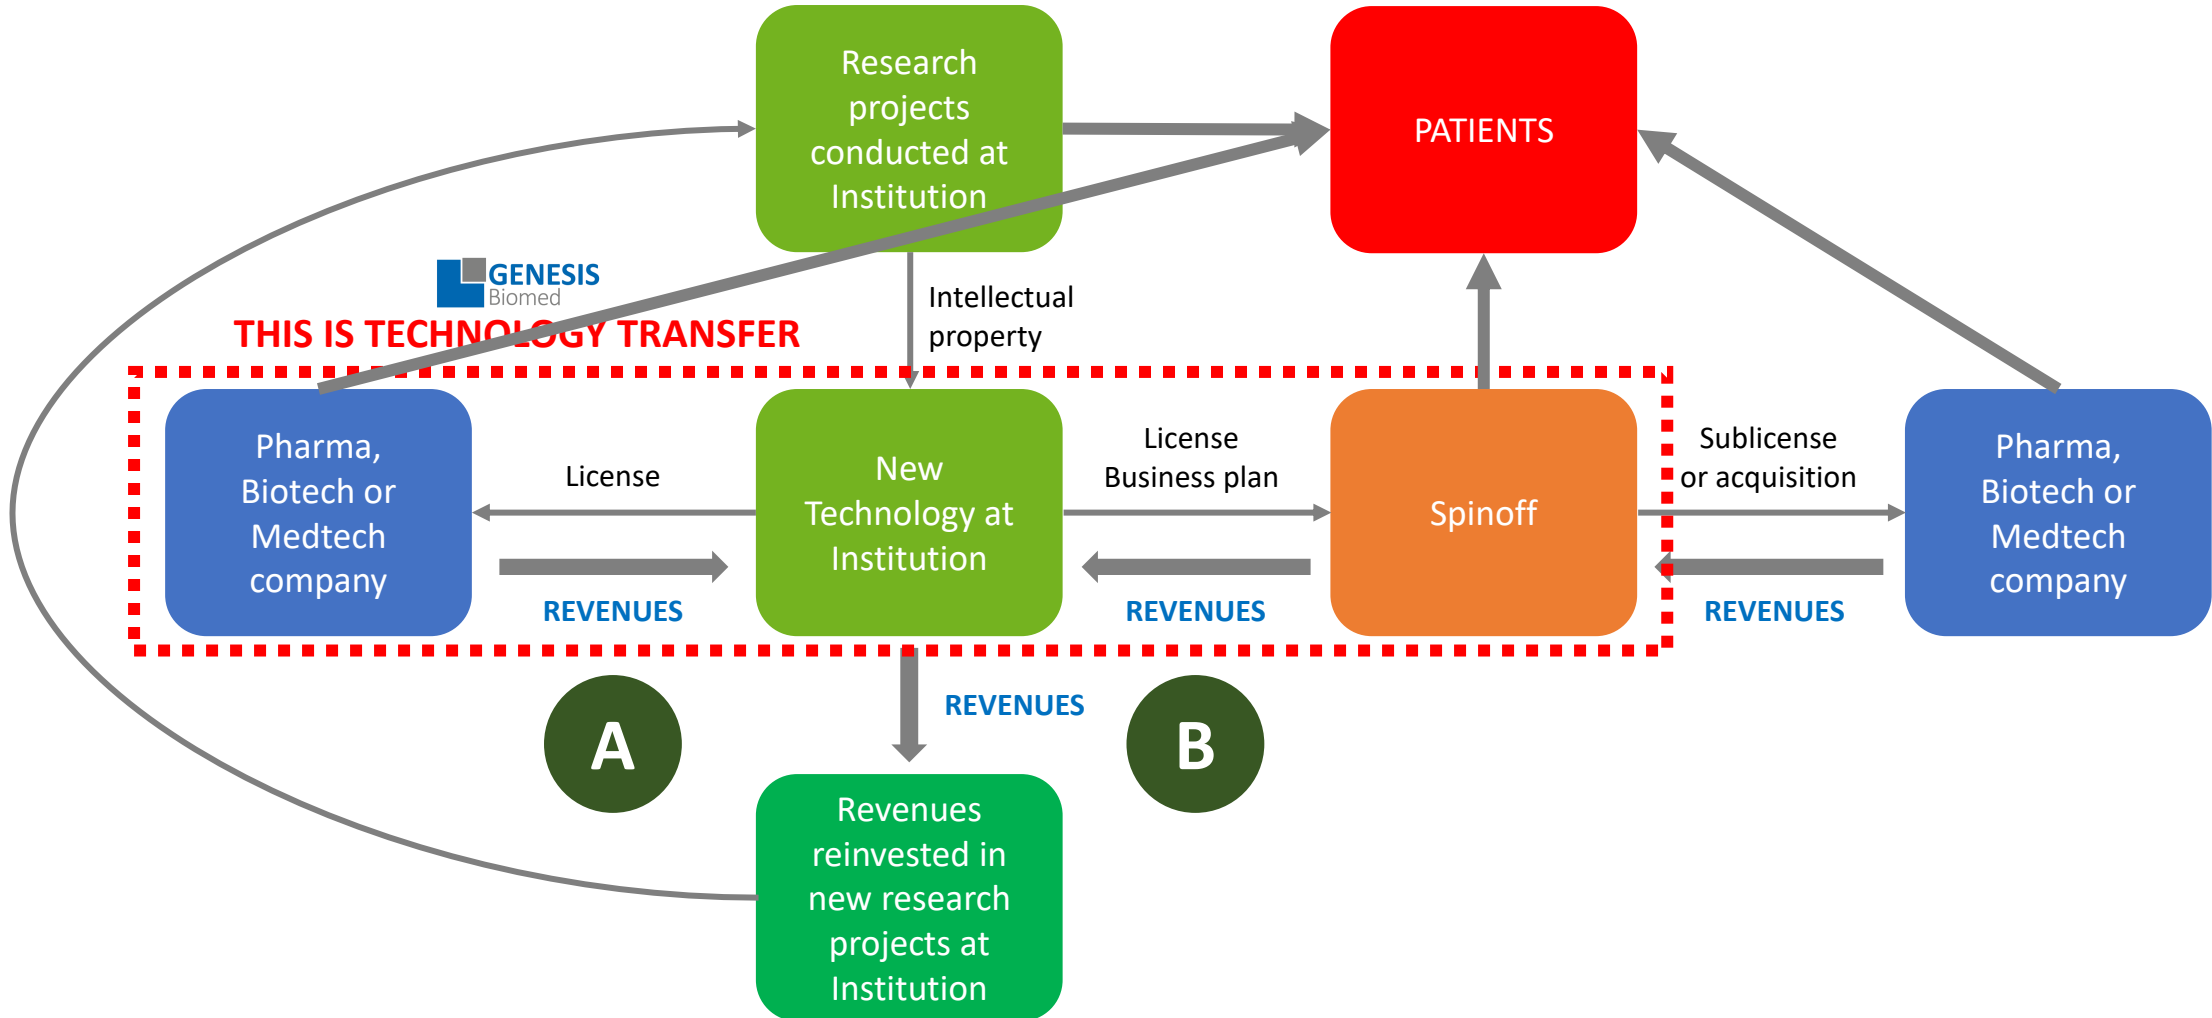 Research
projects
conducted at
Institution
PATIENTS
GENESIS
Biomed
THIS IS TECHNOLOGY TRANSFER
Intellectual
property
Pharma,
Biotech or
Medtech
company
License
REVENUES
New
Technology at
Institution
License
Business plan
REVENUES
Spinoff
Sublicense
or acquisition
REVENUES
Pharma,
Biotech or
Medtech
company
A
REVENUES
B
Revenues
reinvested in
new research
projects at
Institution